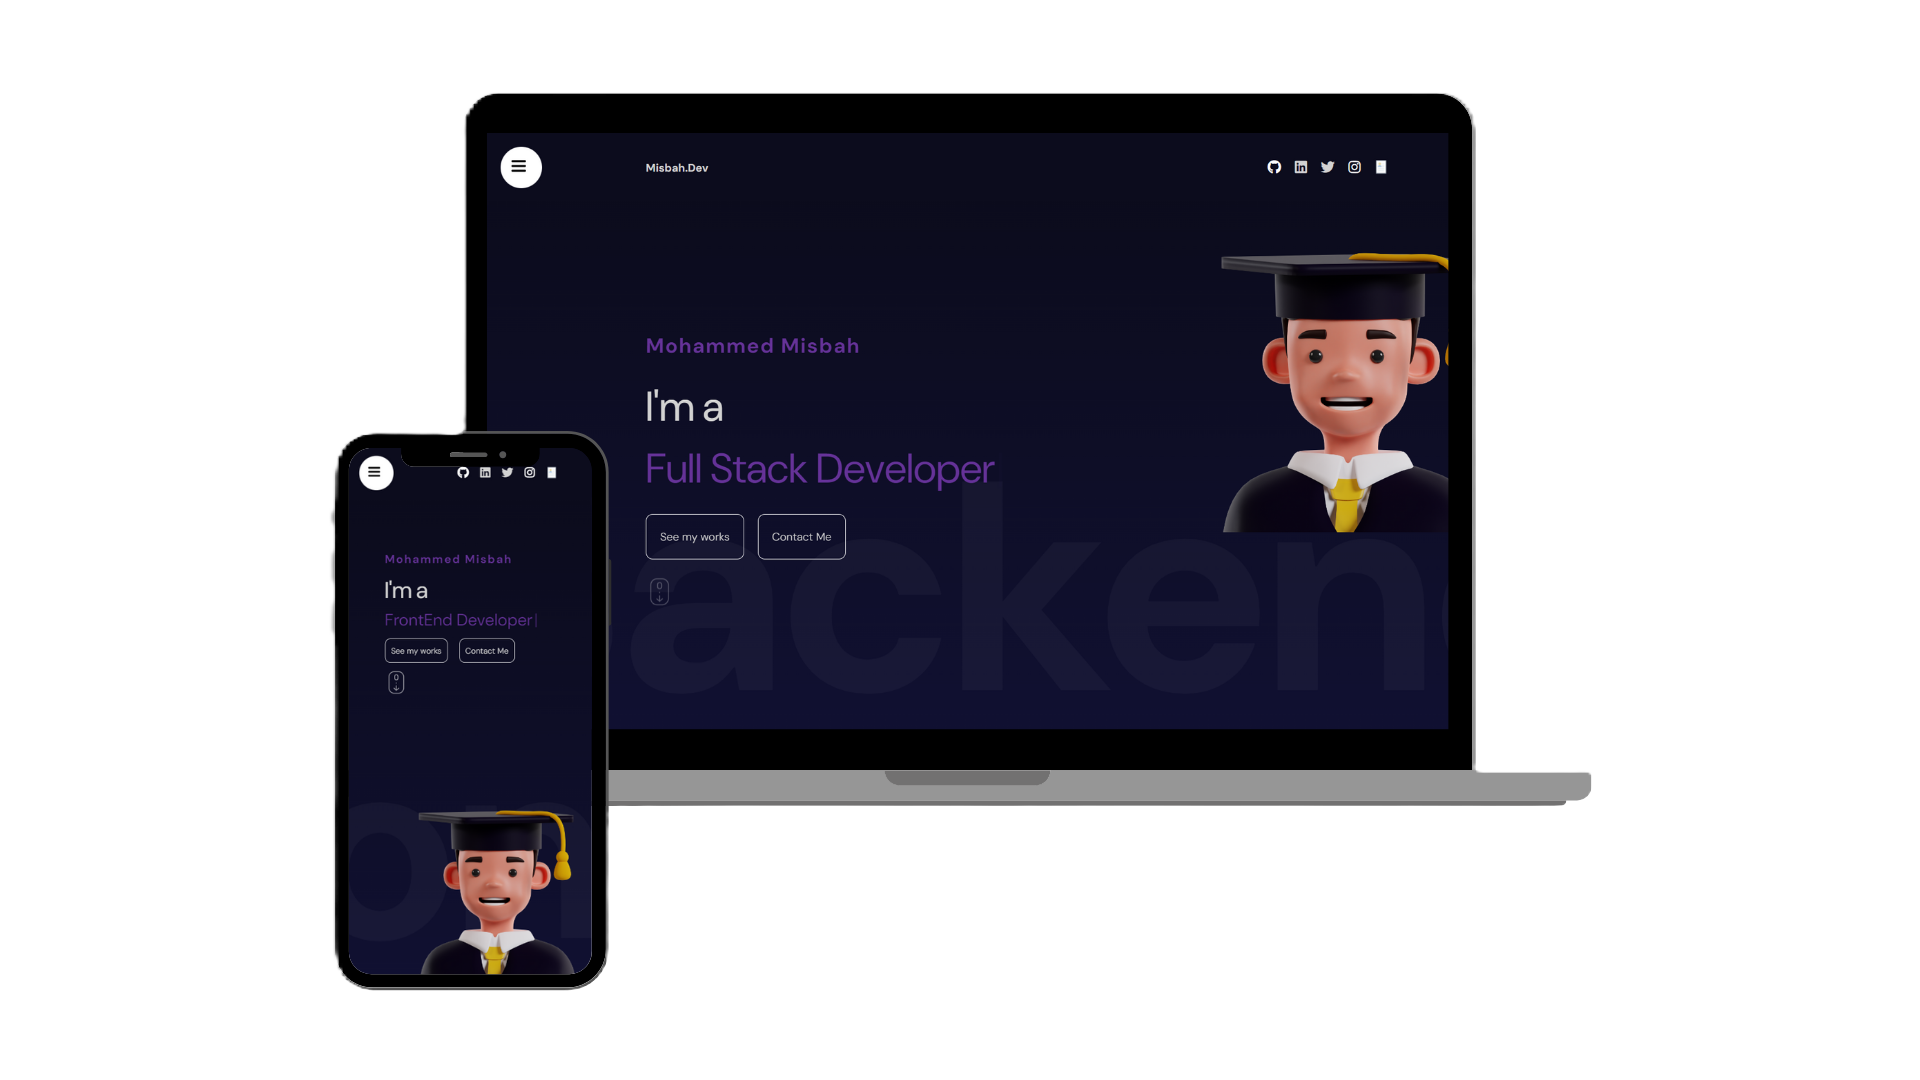 Misbah.Dev
Mohammed Misbah
I'm a
Full Stack Developer
See my works
Contact Me
acken
Mohammed Misbah
I'm a
FrontEnd Developer|
See my works
Contact Me
on